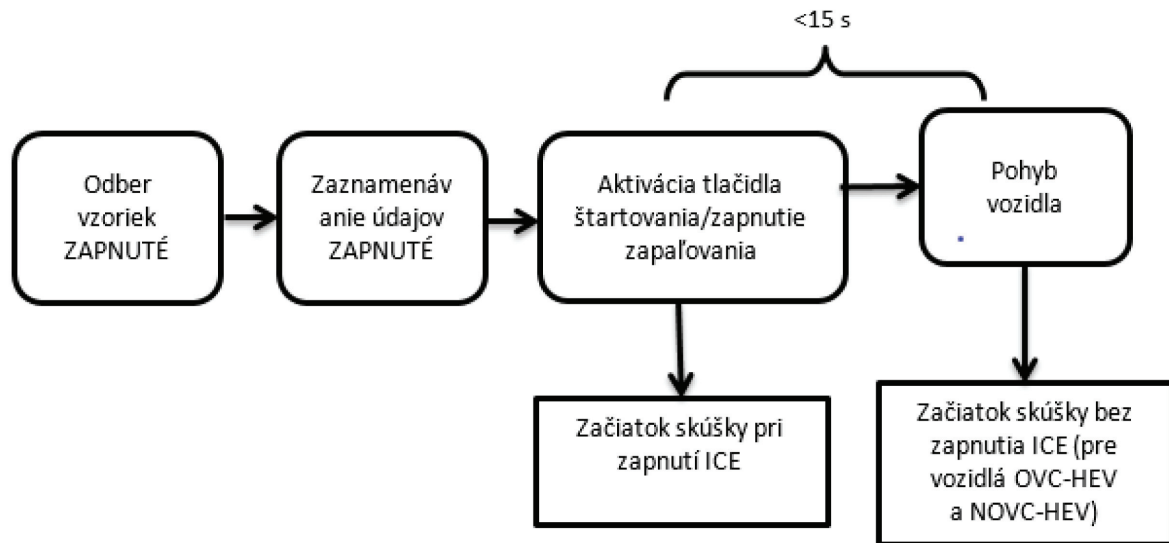 <15 s
Odber
vzoriek
ZAPNUTÉ
Zaznamenáv
anie údajov
ZAPNUTÉ
Aktivácia tlačidla
štartovania/zapnutie
zapaľovania
Pohyb
vozidla
Začiatok skúšky pri
zapnutí ICE
Začiatok skúšky bez
zapnutia ICE (pre
vozidlá OVC-HEV
a NOVC-HEV)